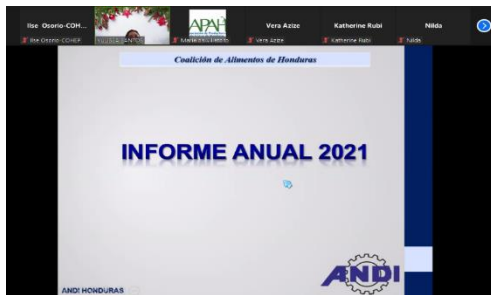 Ilse Osorio-COH...
Vera Azize
Katherine Rubi
Nilda
APAH
Ilse Osorio-COHEP
Vera Azize
Katherine Rubi
Nilda
Coalición de Alimentos de Honduras
INFORME ANUAL 2021
ANDI
ANDI HONDURAS